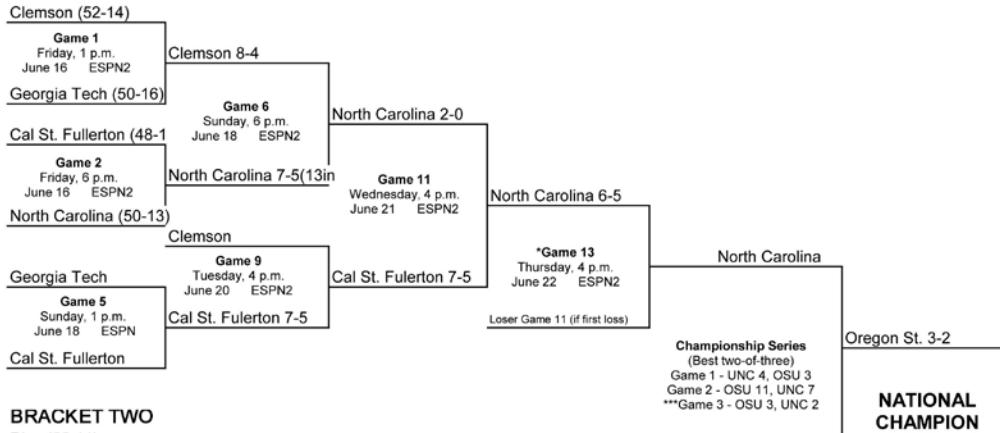 Clemson (52-14)
Game 1
Friday, 1 p.m.
June 16 ESPN2
Georgia Tech (50-16)
Clemson 8-4
Game 6
Sunday, 6 p.m.
June 18 ESPN2
North Carolina 2-0
Cal St. Fullerton (48-1
Game 2
Friday, 6 p.m.
June 16 ESPN2
North Carolina (50-13)
North Carolina 7-5(13in
Game 11
Wednesday, 4 p.m.
June 21 ESPN2
North Carolina 6-5
Clemson
Game 9
Tuesday, 4 p.m.
June 20 ESPN2
Cal St. Fulerton 7-5
Georgia Tech
Game 5
Sunday, 1 p.m.
June 18 ESPN
Cal St. Fullerton
Cal St. Fulerton 7-5
*Game 13
Thursday, 4 p.m.
June 22 ESPN2
Loser Game 11 (if first loss)
North Carolina
Championship Series
(Best two-of-three)
Game 1 - UNC 4, OSU 3
Game 2 - OSU 11, UNC 7
***Game 3 - OSU 3, UNC 2
Oregon St. 3-2
NATIONAL
CHAMPION
BRACKET TWO